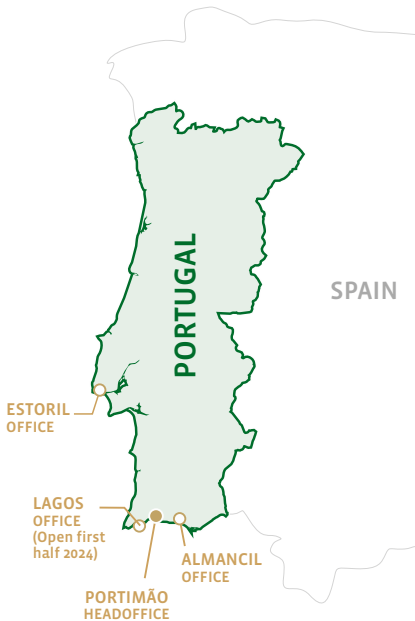 PORTUGAL
SPAIN
ESTORIL
OFFICE
LAGOS
OFFICE
(Open first
half 2024)
ALMANCIL
OFFICE
PORTIMÃO
HEADOFFICE